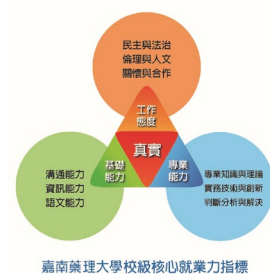 民主與法治
倫理與人文
關懷與合作
工作
態度
真實
基礎
能力
專業
能力
溝通能力
資訊能力
語文能力
專業知識與理論
實務技術與創新
判斷分析與解決
嘉南藥理大學校級核心就業力指標